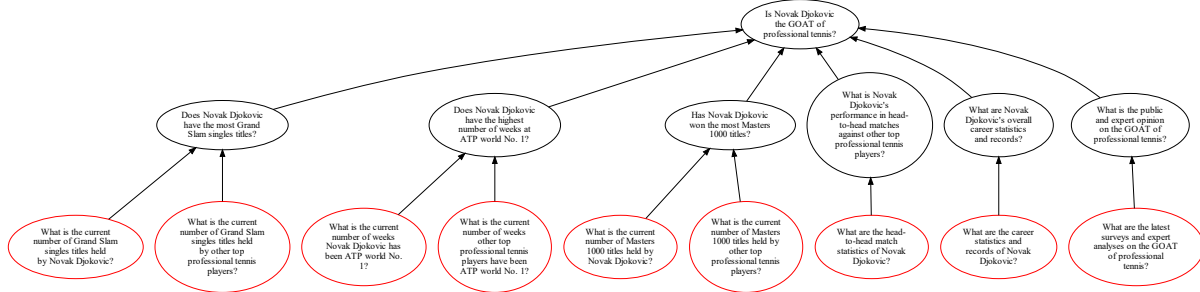 Is Novak Djokovic
the GOAT of
professional tennis?
Does Novak Djokovic
have the most Grand
Slam singles titles?
Does Novak Djokovic
have the highest
number of weeks at
ATP world No. 1?
Has Novak Djokovic
won the most Masters
1000 titles?
What is Novak
Djokovic's
performance in head-
to-head matches
against other top
professional tennis
players?
What are Novak
Djokovic's overall
career statistics
and records?
What is the public
and expert opinion
on the GOAT of
professional tennis?
What is the current
number of Grand Slam
singles titles held
by Novak Djokovic?
What is the current
number of Grand Slam
singles titles held
by other top
professional tennis
players?
What is the current
number of weeks
Novak Djokovic has
been ATP world No.
1?
What is the current
number of weeks
other top
professional tennis
players have been
ATP world No. 1?
What is the current
number of Masters
1000 titles held by
Novak Djokovic?
What is the current
number of Masters
1000 titles held by
other top
professional tennis
players?
What are the head-
to-head match
statistics of Novak
Djokovic?
What are the career
statistics and
records of Novak
Djokovic?
What are the latest
surveys and expert
analyses on the GOAT
of professional
tennis?